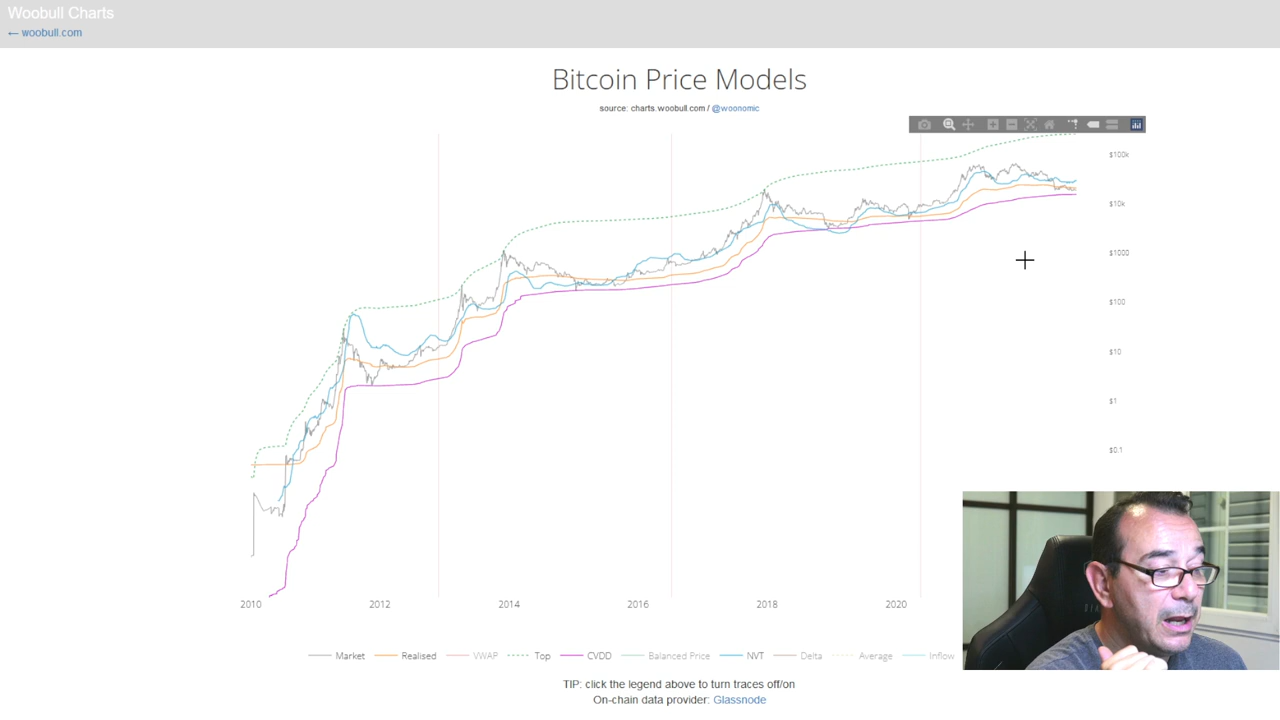 Woobull Charts
← woobull.com
Bitcoin Price Models
source: charts.woobull.com / @woonomic
$100k
$10k
$1000
$100
$10
$1
$0.1
2010 2012 2014 2016 2018 2020
Market Realised VWAP Top CVDD Balanced Price NVT Delta Average Inflow
TIP: click the legend above to turn traces off/on
On-chain data provider: Glassnode